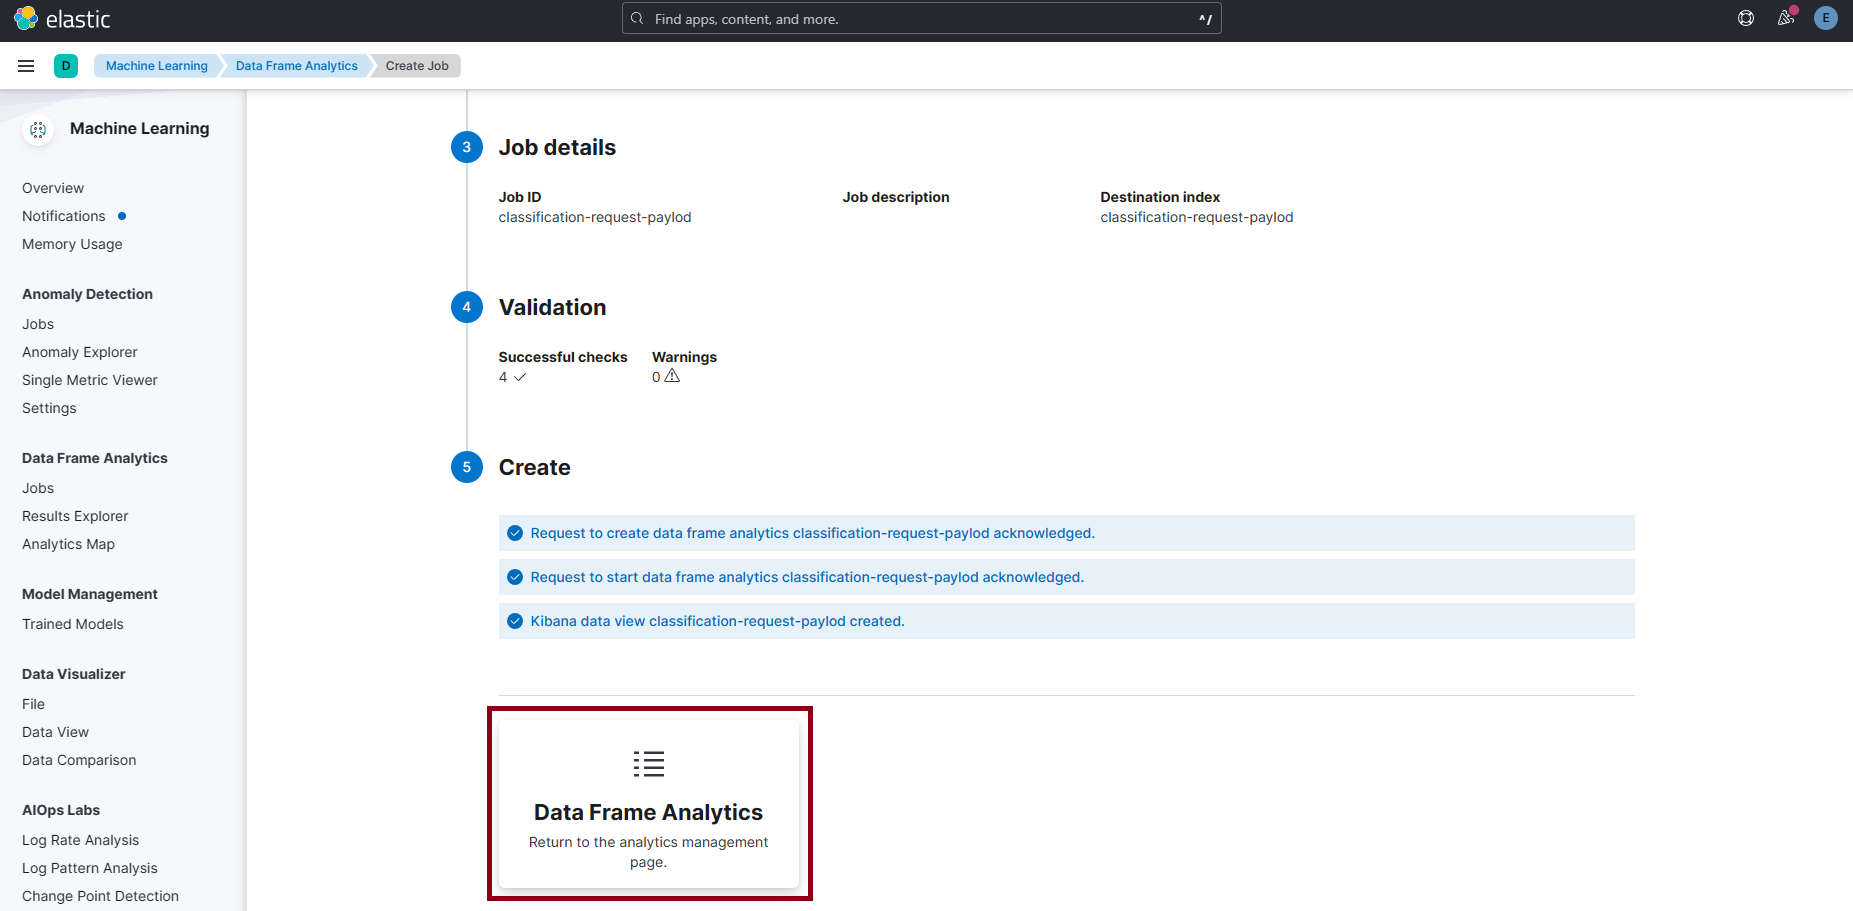 elastic
Find apps, content, and more.
^/
E
D
Machine Learning
Data Frame Analytics
Create Job
Machine Learning
Overview
Notifications
Memory Usage
Anomaly Detection
Jobs
Anomaly Explorer
Single Metric Viewer
Settings
Data Frame Analytics
Jobs
Results Explorer
Analytics Map
Model Management
Trained Models
Data Visualizer
File
Data View
Data Comparison
AIOps Labs
Log Rate Analysis
Log Pattern Analysis
Change Point Detection
3 Job details
Job ID
classification-request-paylod
Job description
Destination index
classification-request-paylod
4 Validation
Successful checks
4
Warnings
0
5 Create
Request to create data frame analytics classification-request-paylod acknowledged.
Request to start data frame analytics classification-request-paylod acknowledged.
Kibana data view classification-request-paylod created.
Data Frame Analytics
Return to the analytics management
page.